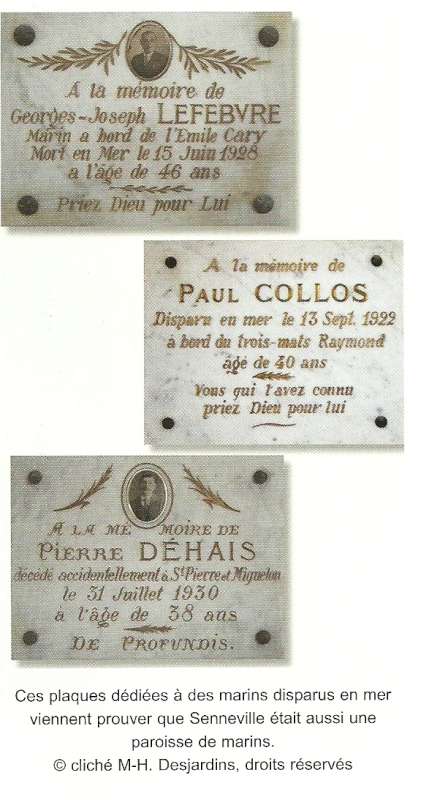 A la mémoire de
Georges-Joseph LEFEBVRE
Marin a bord de l'Emile Cary
Mort en Mer le 15 Juin 1928
a l'âge de 46 ans
Priez Dieu pour Lui
A la mémoire de
PAUL COLLOS
Disparu en mer le 13 Sept. 1922
à bord du trois-mats Raymond
âgé de 40 ans
Vous qui l'avez connu
priez Dieu pour lui
A LA MÉMOIRE DE
PIERRE DÉHAIS
décédé accidentellement à St Pierre et Miquelon
le 31 Juillet 1930
à l'âge de 38 ans
DE PROFUNDIS.
Ces plaques dédiées à des marins disparus en mer
viennent prouver que Senneville était aussi une
paroisse de marins.
© cliché M-H. Desjardins, droits réservés